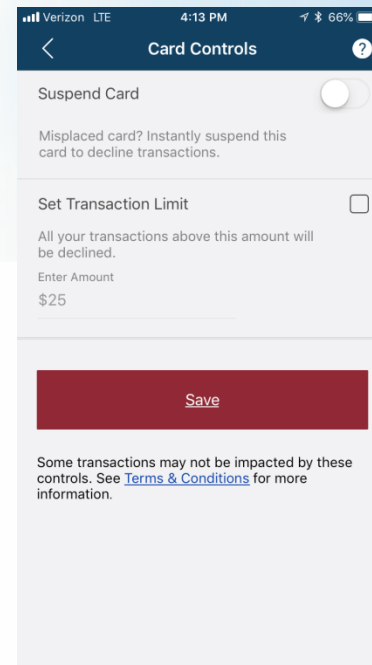 Verizon LTE 4:13 PM 66%
Card Controls ?
Suspend Card
Misplaced card? Instantly suspend this
card to decline transactions.
Set Transaction Limit
All your transactions above this amount will
be declined.
Enter Amount
$25
Save
Some transactions may not be impacted by these
controls. See Terms & Conditions for more
information.